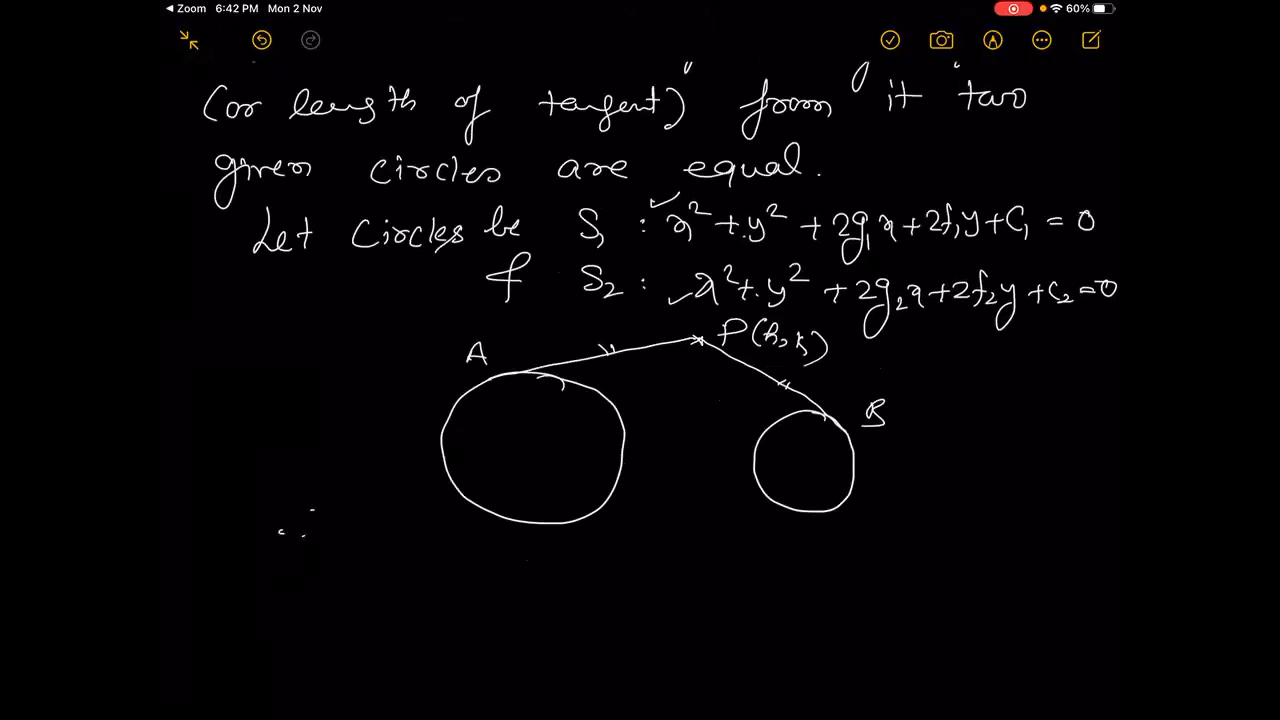 Zoom 6:42 PM Mon 2 Nov 60%
(or length of tangent) from it two
given circles are equal.
Let Circles be S₁ : x² + y² + 2g₁x + 2f₁y + C₁ = 0
& S₂ : x² + y² + 2g₂x + 2f₂y + C₂ = 0
P(h, k)
A
B
∴